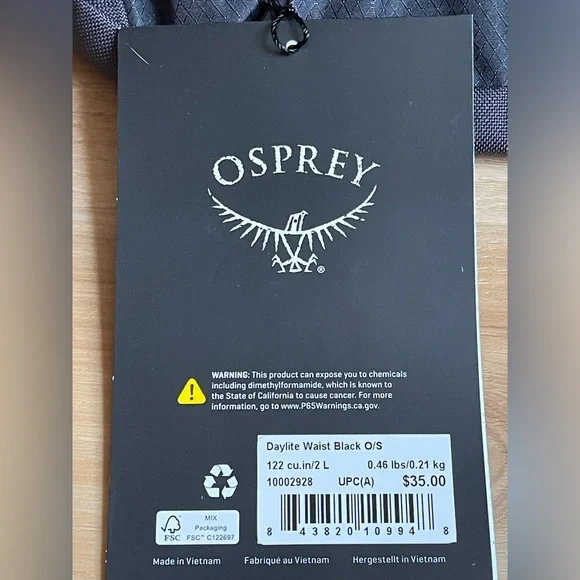 OSPREY
®
WARNING: This product can expose you to chemicals
including dimethylformamide, which is known to
the State of California to cause cancer. For more
information, go to www.P65Warnings.ca.gov.
Daylite Waist Black O/S
122 cu.in/2 L 0.46 lbs/0.21 kg
10002928 UPC(A) $35.00
8 43820 10994 8
MIX
Packaging
FSC™ C122697
FSC
Made in Vietnam Fabriqué au Vietnam Hergestellt in Vietnam